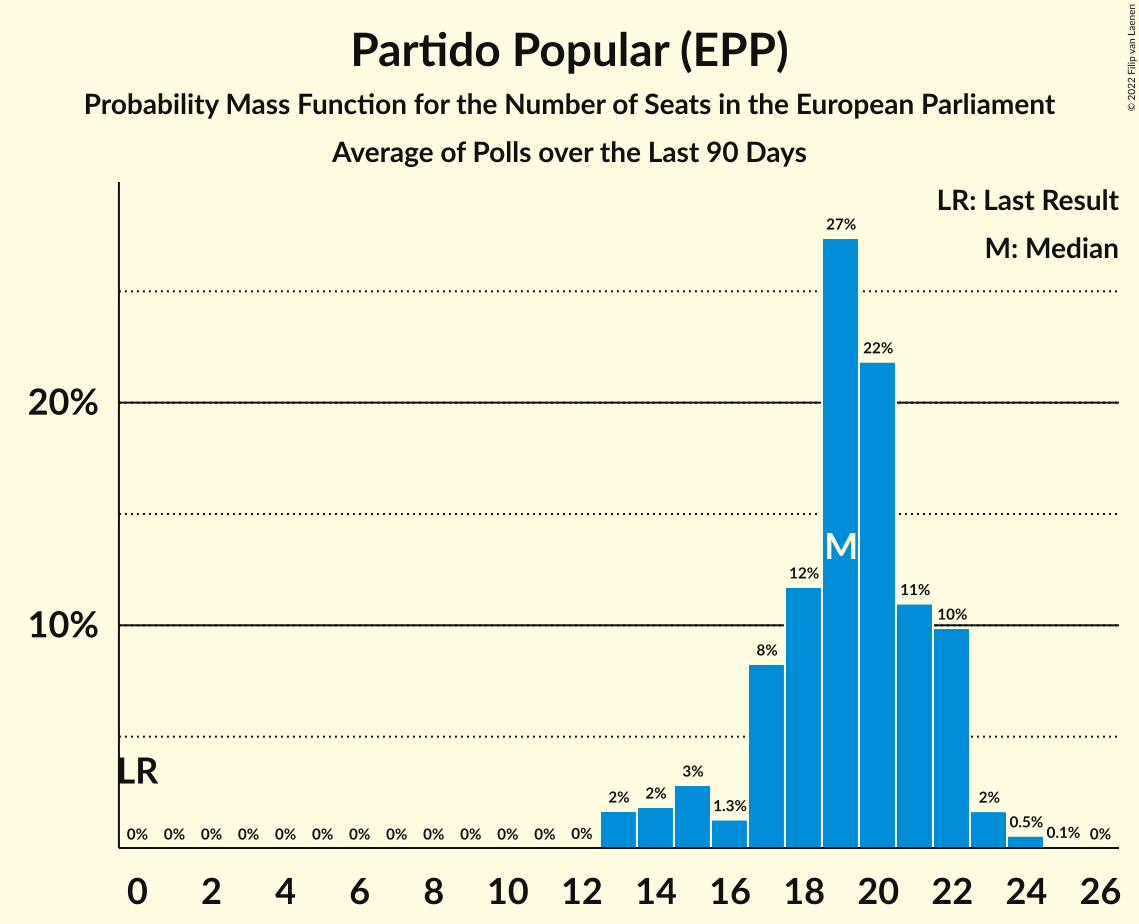 Partido Popular (EPP)
Probability Mass Function for the Number of Seats in the European Parliament
Average of Polls over the Last 90 Days
© 2022 Filip van Laenen
LR: Last Result
M: Median
27%
22%
20%
M
12%
11%
10%
10%
8%
LR
3%
2%
2%
1.3%
2%
0.5%
0.1%
0%
0% 0% 0% 0% 0% 0% 0% 0% 0% 0% 0% 0% 0%
0 2 4 6 8 10 12 14 16 18 20 22 24 26